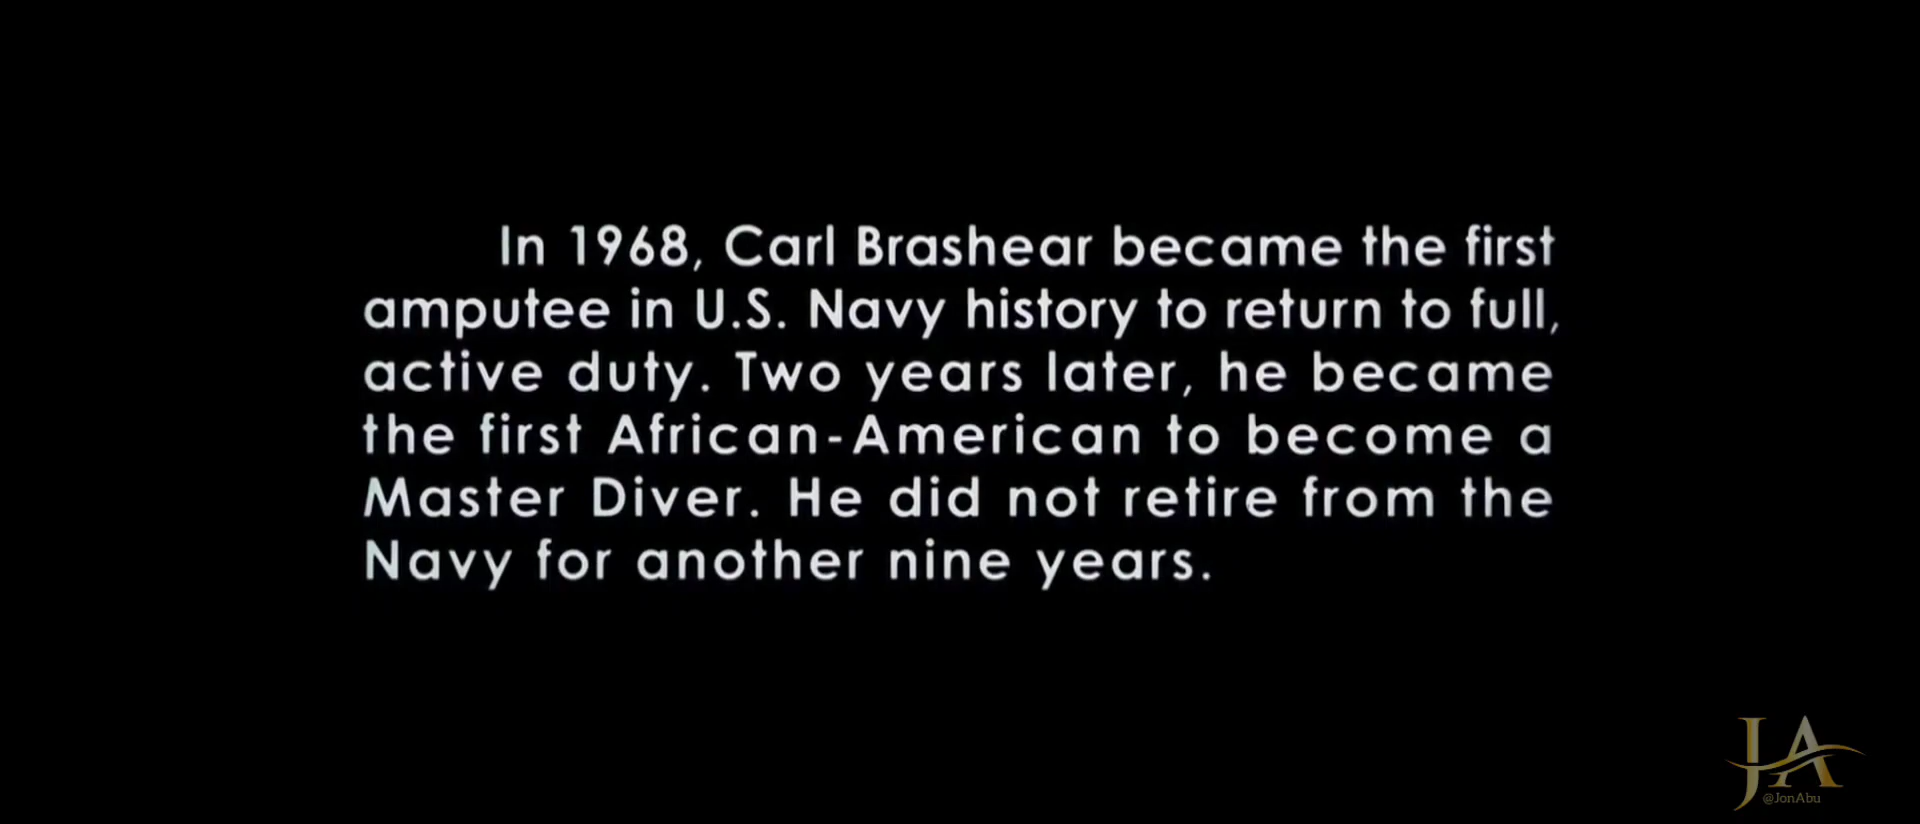 In 1968, Carl Brashear became the first
amputee in U.S. Navy history to return to full,
active duty. Two years later, he became
the first African-American to become a
Master Diver. He did not retire from the
Navy for another nine years.
JA
@JonAbu